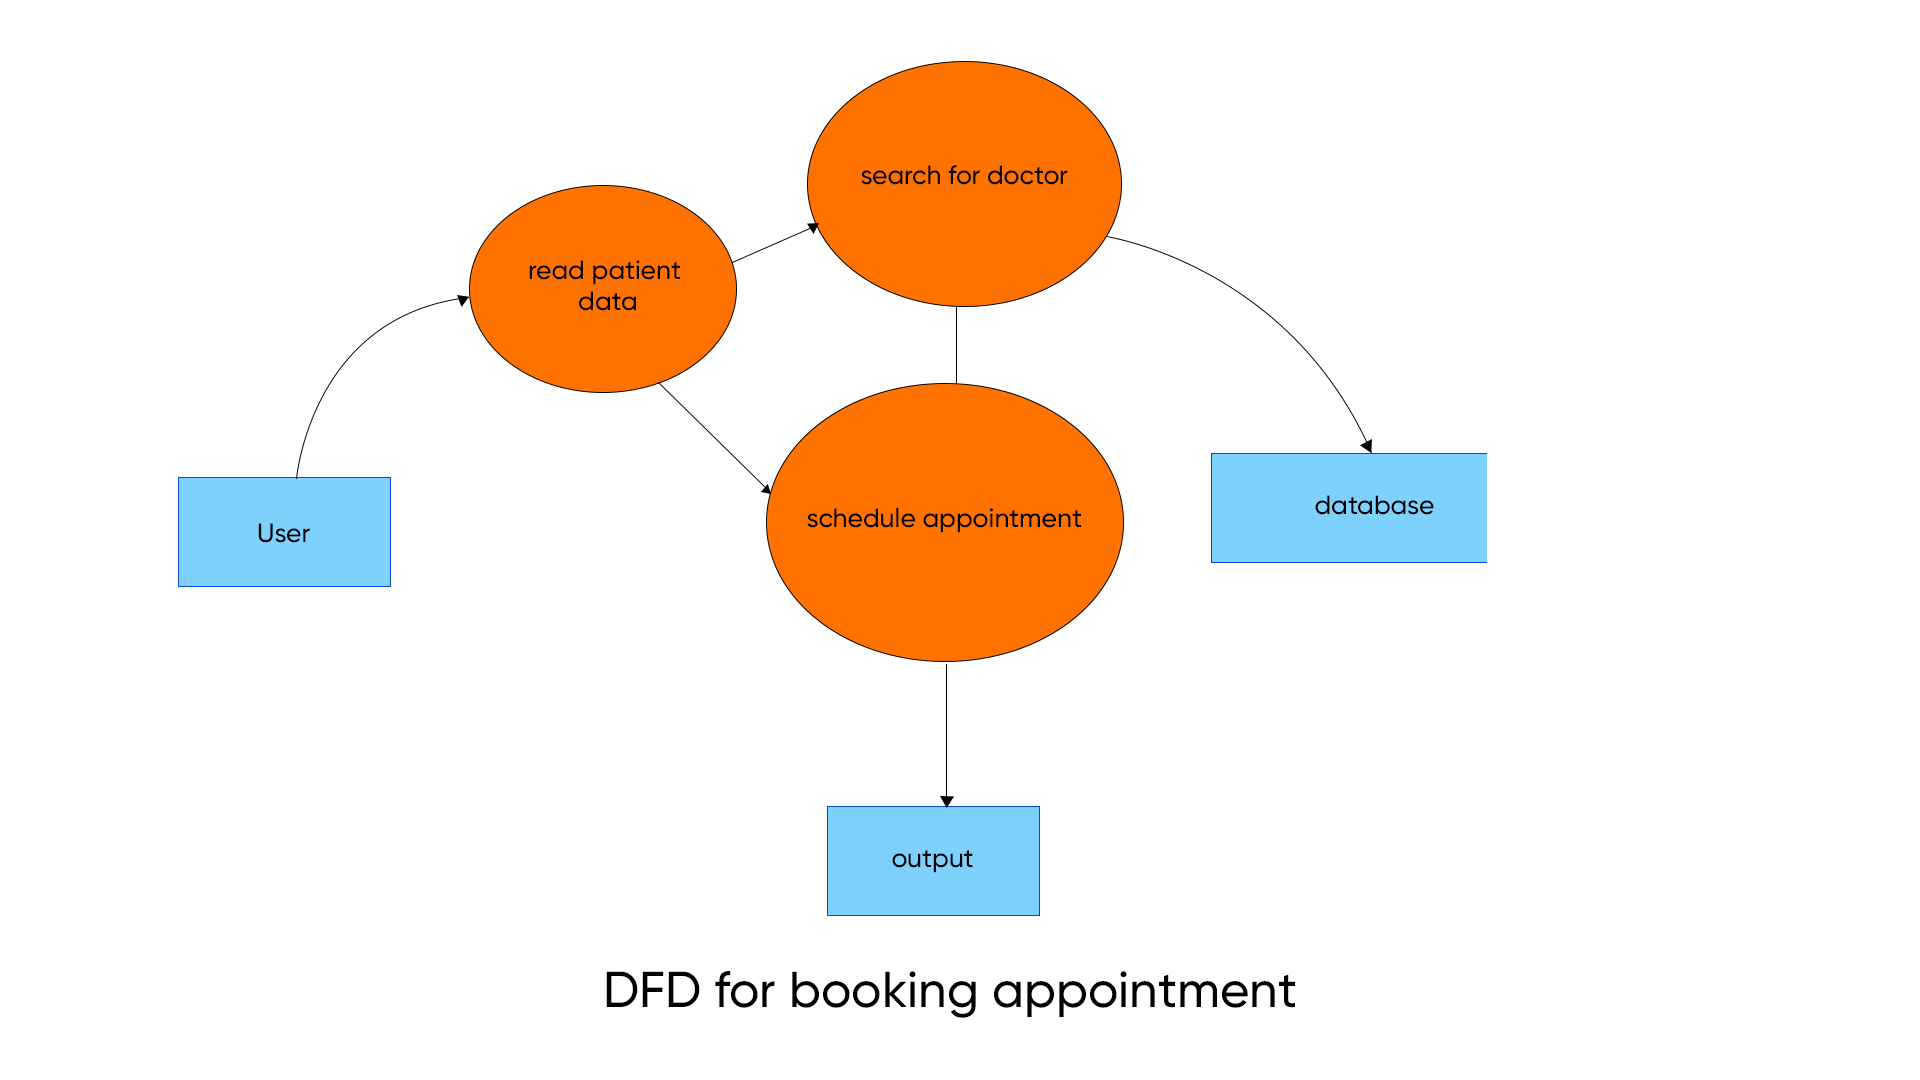 search for doctor
read patient
data
schedule appointment
database
User
output
DFD for booking appointment